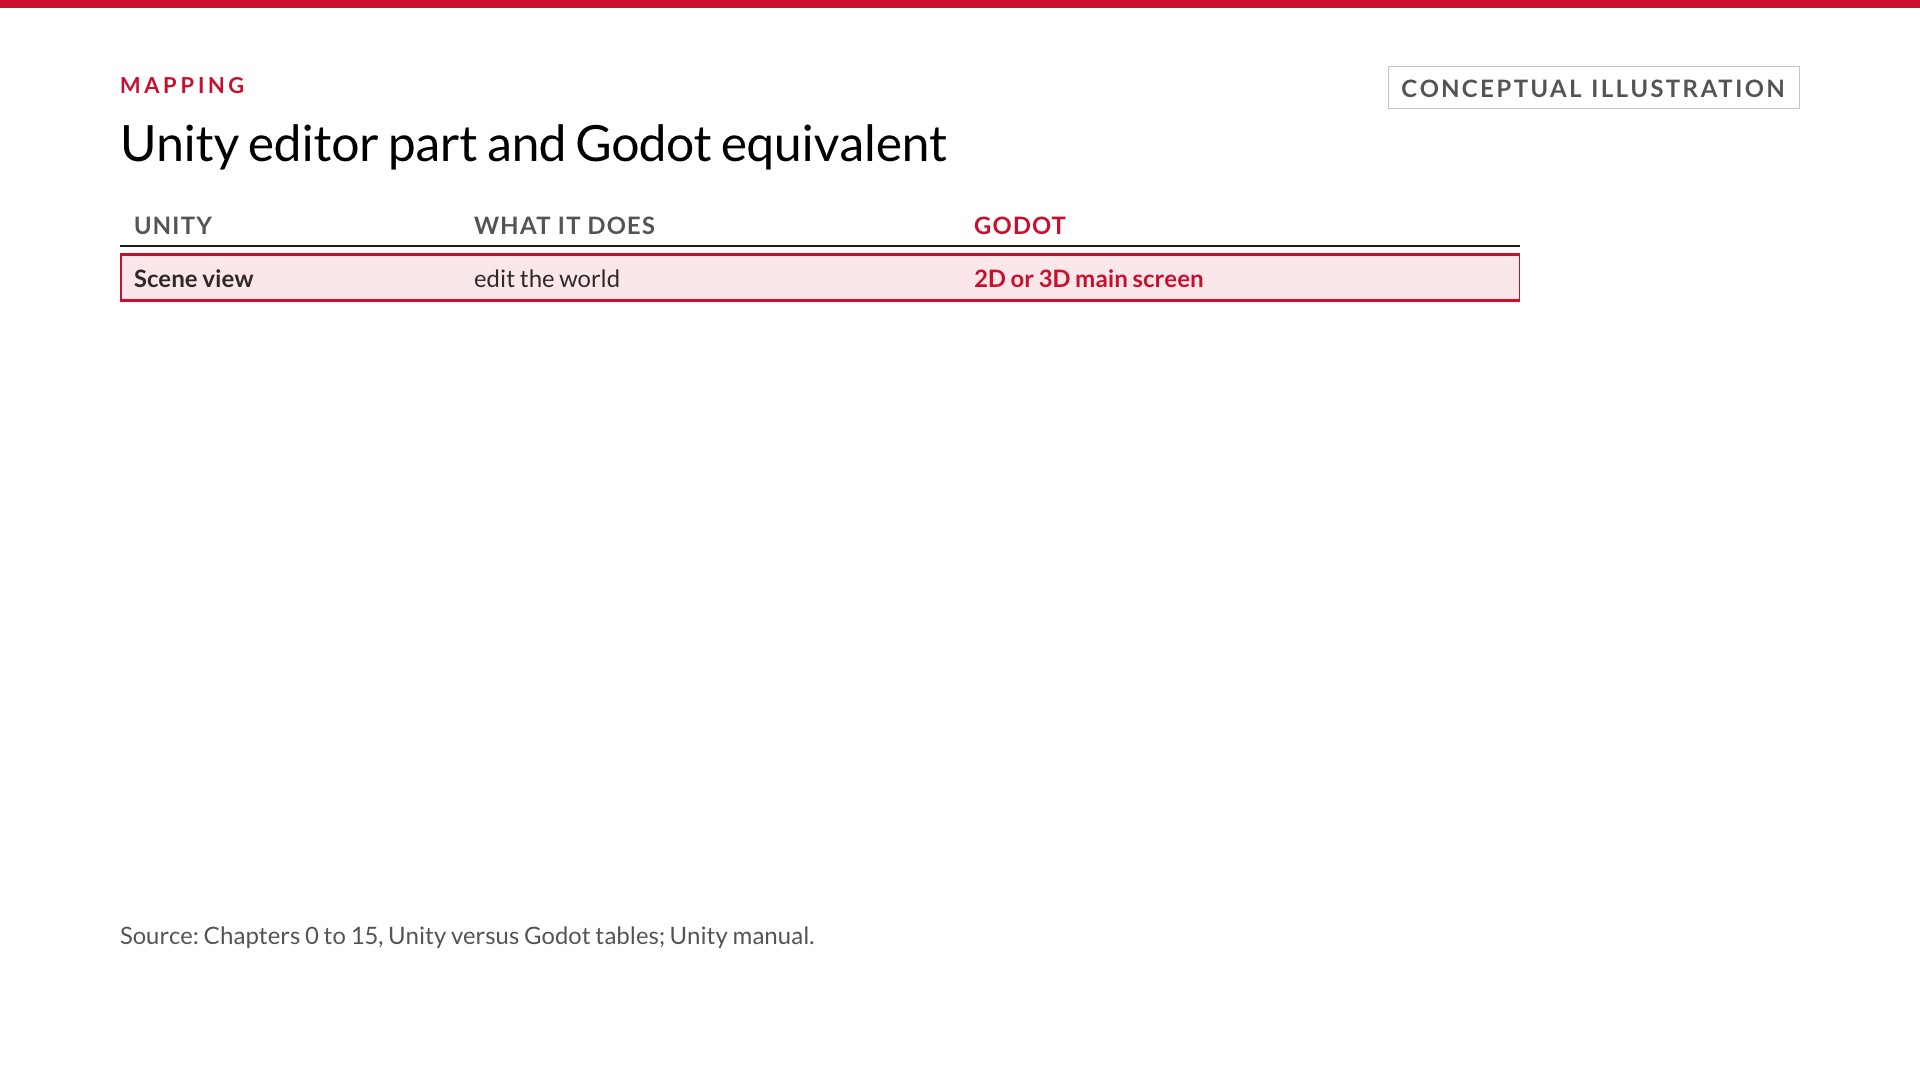 MAPPING
CONCEPTUAL ILLUSTRATION
Unity editor part and Godot equivalent
UNITY WHAT IT DOES GODOT
Scene view edit the world 2D or 3D main screen
Source: Chapters 0 to 15, Unity versus Godot tables; Unity manual.